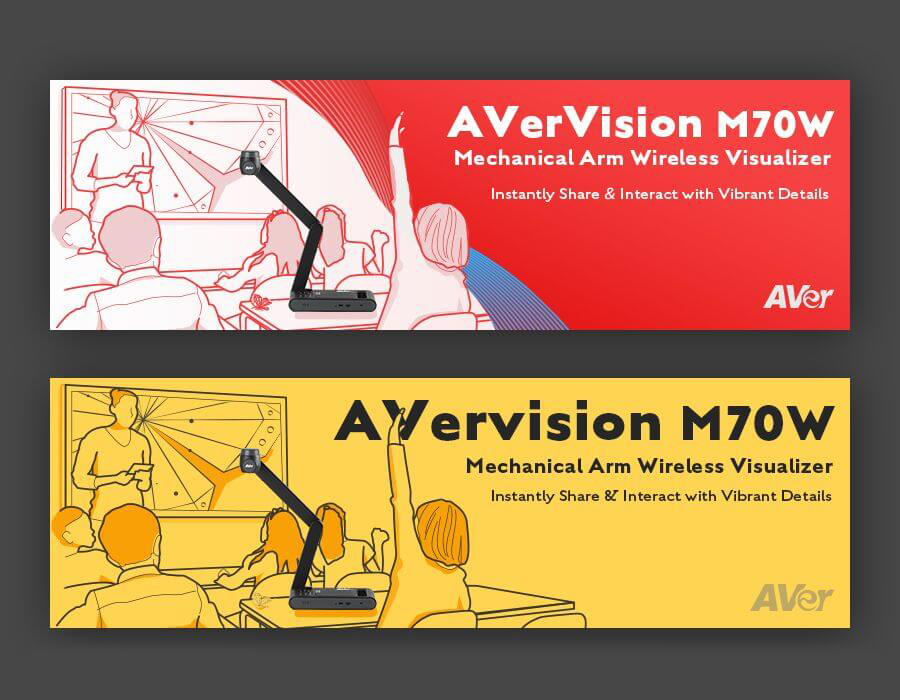 AVerVision M70W
Mechanical Arm Wireless Visualizer
Instantly Share & Interact with Vibrant Details
AVer
AVervision M70W
Mechanical Arm Wireless Visualizer
Instantly Share & Interact with Vibrant Details
AVer